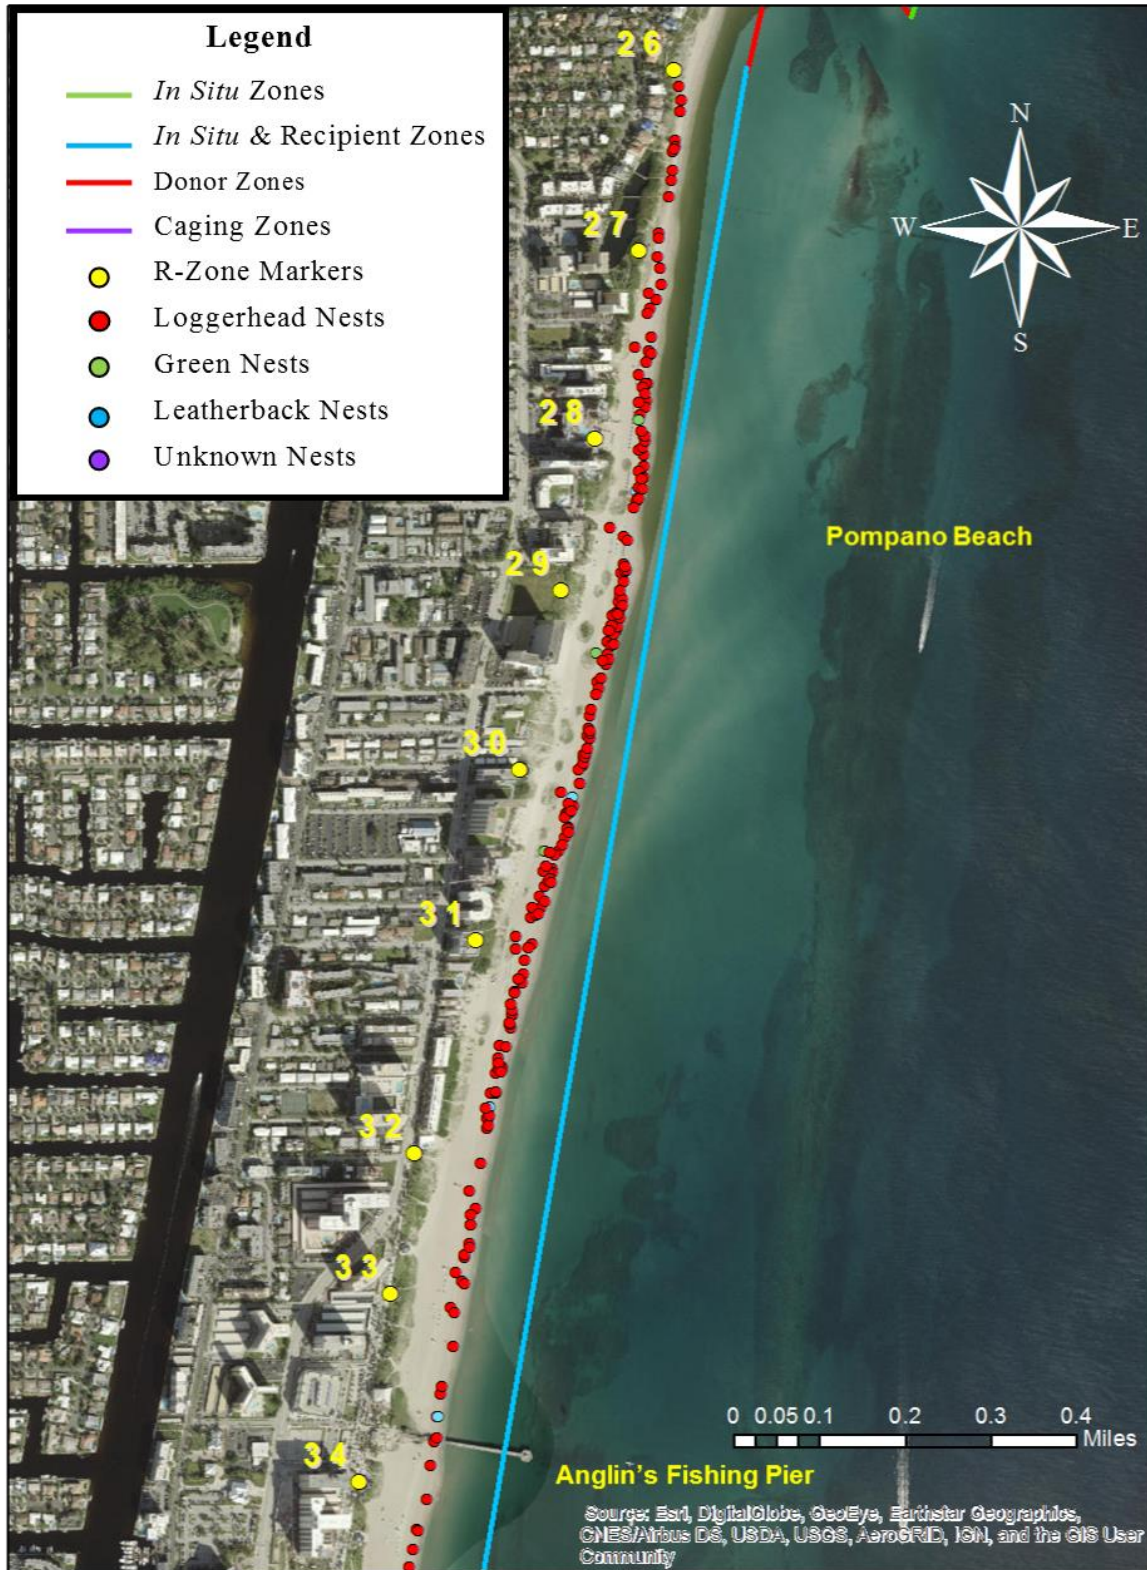 Legend
In Situ Zones
In Situ & Recipient Zones
Donor Zones
Caging Zones
R-Zone Markers
Loggerhead Nests
Green Nests
Leatherback Nests
Unknown Nests
26
N
W
E
S
27
28
Pompano Beach
29
30
31
32
33
0 0.05 0.1 0.2 0.3 0.4
Miles
34
Anglin's Fishing Pier
Source: Esri, DigitalGlobe, GeoEye, Earthstar Geographics,
CNES/Airbus DS, USDA, USGS, AeroGRID, IGN, and the GIS User
Community